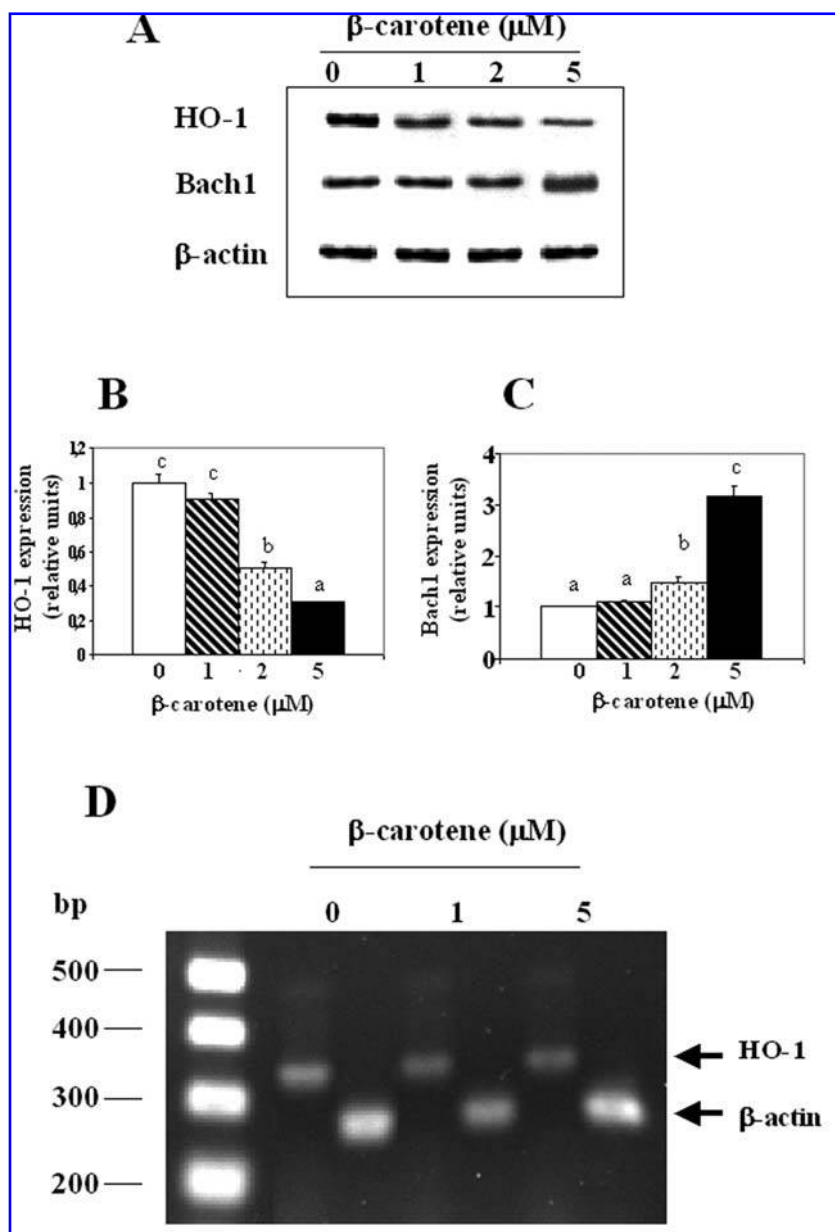 A
β-carotene (μM)
0 1 2 5
HO-1
Bach1
β-actin
B
HO-1 expression
(relative units)
1,2
1
0,8
0,6
0,4
0,2
0
c
c
b
a
0 1 2 5
β-carotene (μM)
C
Bach1 expression
(relative units)
4
3
2
1
0
a
a
b
c
0 1 2 5
β-carotene (μM)
D
β-carotene (μM)
bp
0 1 5
500
400
300
200
HO-1
β-actin